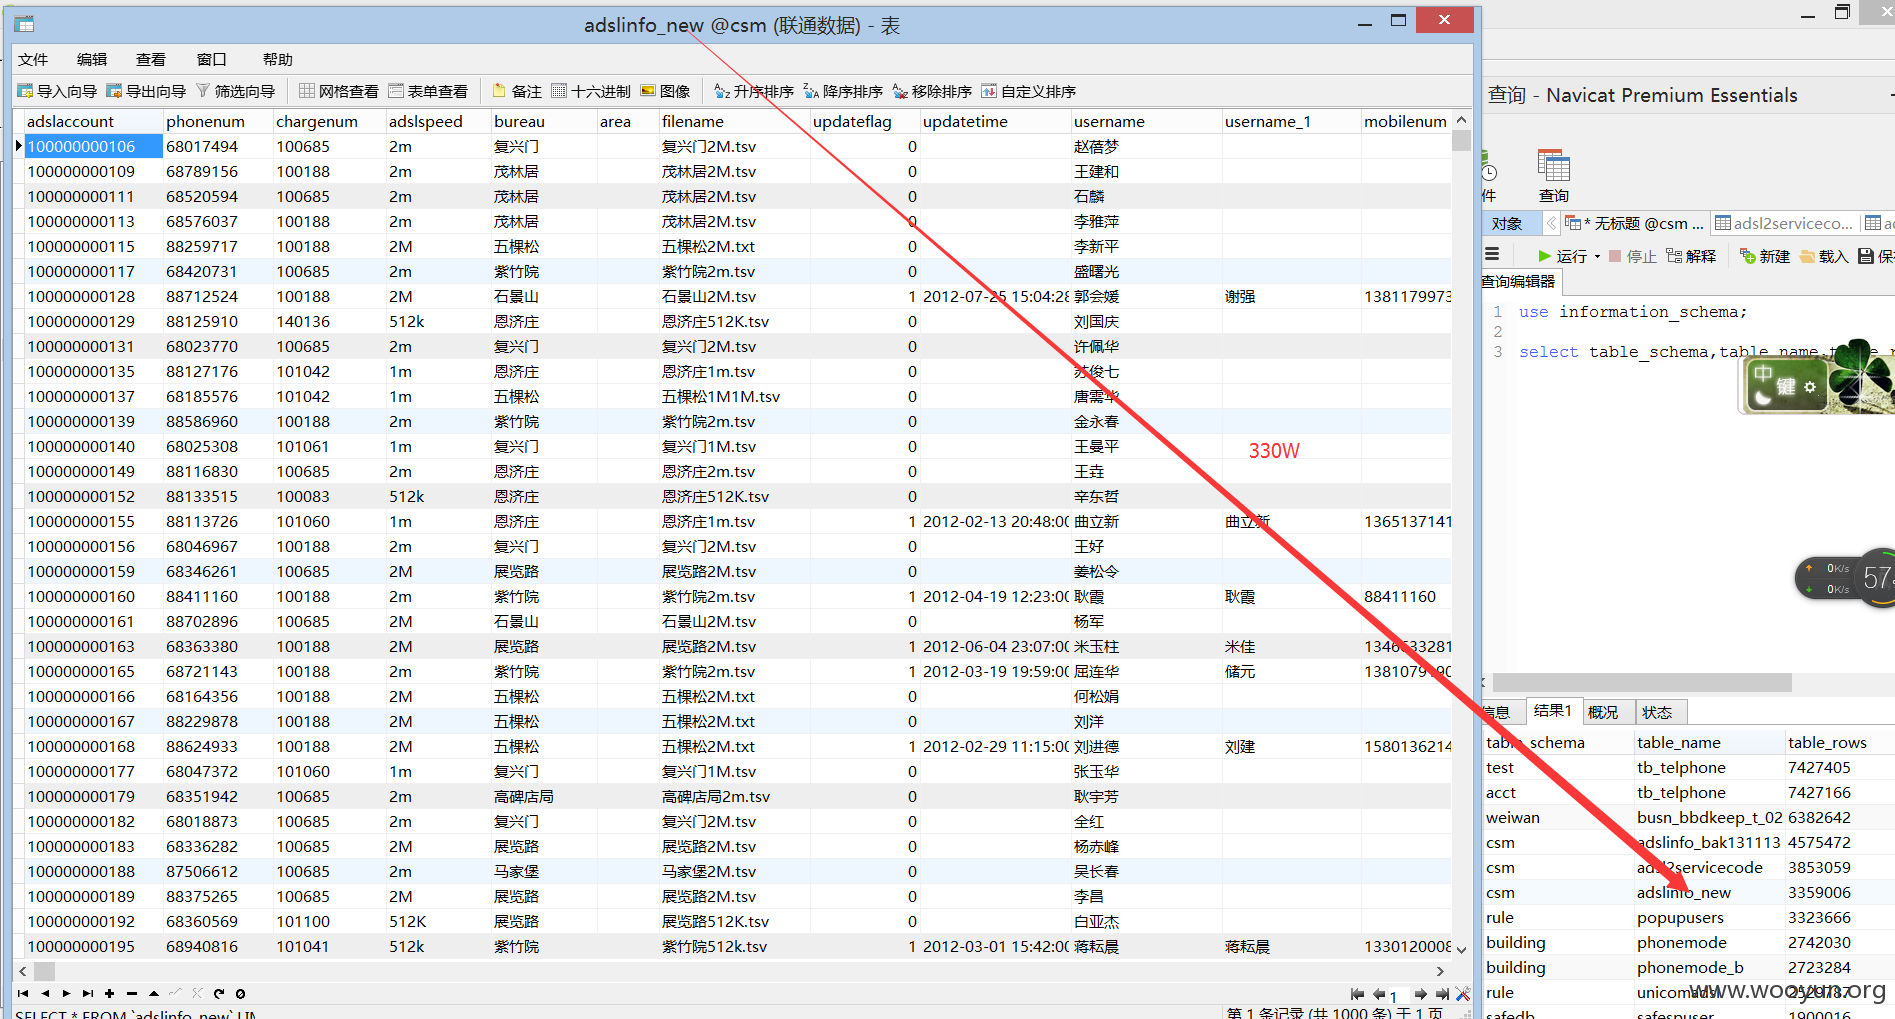 adslinfo_new @csm (联通数据) - 表
文件 编辑 查看 窗口 帮助
导入向导 导出向导 筛选向导 网格查看 表单查看 备注 十六进制 图像 升序排序 降序排序 移除排序 自定义排序
adslaccount phonenum chargenum adslspeed bureau area filename updateflag updatetime username username_1 mobilenum
100000000106 68017494 100685 2m 复兴门 复兴门2M.tsv 0 赵蓓梦
100000000109 68789156 100188 2m 茂林居 茂林居2M.tsv 0 王建和
100000000111 68520594 100685 2m 茂林居 茂林居2M.tsv 0 石麟
100000000113 68576037 100188 2m 茂林居 茂林居2M.tsv 0 李雅萍
100000000115 88259717 100188 2M 五棵松 五棵松2M.txt 0 李新平
100000000117 68420731 100685 2m 紫竹院 紫竹院2m.tsv 0 盛曙光
100000000128 88712524 100188 2M 石景山 石景山2M.tsv 1 2012-07-25 15:04:28 郭会媛 谢强 1381179973
100000000129 88125910 140136 512k 恩济庄 恩济庄512K.tsv 0 刘国庆
100000000131 68023770 100685 2m 复兴门 复兴门2M.tsv 0 许佩华
100000000135 88127176 101042 1m 恩济庄 恩济庄1m.tsv 0 苏俊七
100000000137 68185576 101042 1m 五棵松 五棵松1M1M.tsv 0 唐需华
100000000139 88586960 100188 2m 紫竹院 紫竹院2m.tsv 0 金永春
100000000140 68025308 101061 1m 复兴门 复兴门1M.tsv 0 王曼平
100000000149 88116830 100685 2m 恩济庄 恩济庄2m.tsv 0 王垚
100000000152 88133515 100083 512k 恩济庄 恩济庄512K.tsv 0 辛东哲
100000000155 88113726 101060 1m 恩济庄 恩济庄1m.tsv 1 2012-02-13 20:48:00 曲立新 曲立新 1365137141
100000000156 68046967 100188 2m 复兴门 复兴门2M.tsv 0 王好
100000000159 68346261 100685 2M 展览路 展览路2M.tsv 0 姜松令
100000000160 88411160 100188 2m 紫竹院 紫竹院2m.tsv 1 2012-04-19 12:23:00 耿霞 耿霞 88411160
100000000161 88702896 100685 2M 石景山 石景山2M.tsv 0 杨军
100000000163 68363380 100188 2M 展览路 展览路2M.tsv 1 2012-06-04 23:07:00 米玉柱 米佳
100000000165 68721143 100188 2m 紫竹院 紫竹院2m.tsv 1 2012-03-19 19:59:00 屈连华 储元
100000000166 68164356 100188 2M 五棵松 五棵松2M.txt 0 何松娟
100000000167 88229878 100188 2M 五棵松 五棵松2M.txt 0 刘洋
100000000168 88624933 100188 2M 五棵松 五棵松2M.txt 1 2012-02-29 11:15:00 刘进德 刘建 1580136214
100000000177 68047372 101060 1m 复兴门 复兴门1M.tsv 0 张玉华
100000000179 68351942 100685 2m 高碑店局 高碑店局2m.tsv 0 耿宇芳
100000000182 68018873 100685 2m 复兴门 复兴门2M.tsv 0 全红
100000000183 68336282 100685 2M 展览路 展览路2M.tsv 0 杨赤峰
100000000188 87506612 100685 2m 马家堡 马家堡2M.tsv 0 吴长春
100000000189 88375265 100685 2M 展览路 展览路2M.tsv 0 李昌
100000000192 68360569 101100 512K 展览路 展览路512K.tsv 0 白亚杰
100000000195 68940816 101041 512k 紫竹院 紫竹院512k.tsv 1 2012-03-01 15:42:00 蒋耘晨 蒋耘晨 1330120008
330W
1
SELECT * FROM `adslinfo_new` LIM
第 1 条记录 (共 1000 条) 于 1 页
查询 - Navicat Premium Essentials
件 查询
对象 * 无标题 @csm ... adsl2serviceco... ad
运行 停止 解释 新建 载入 保存
查询编辑器
1 use information_schema;
2
3 select table_schema,table_name,table_r
中 键
0K/s
0K/s
57
信息 结果1 概况 状态
table_schema table_name table_rows
test tb_telphone 7427405
acct tb_telphone 7427166
weiwan busn_bbdkeep_t_02 6382642
csm adslinfo_bak131113 4575472
csm adsl2servicecode 3853059
csm adslinfo_new 3359006
rule popupusers 3323666
building phonemode 2742030
building phonemode_b 2723284
rule unicomadsl
safedb safespuser 1900016
www.wooyun.org